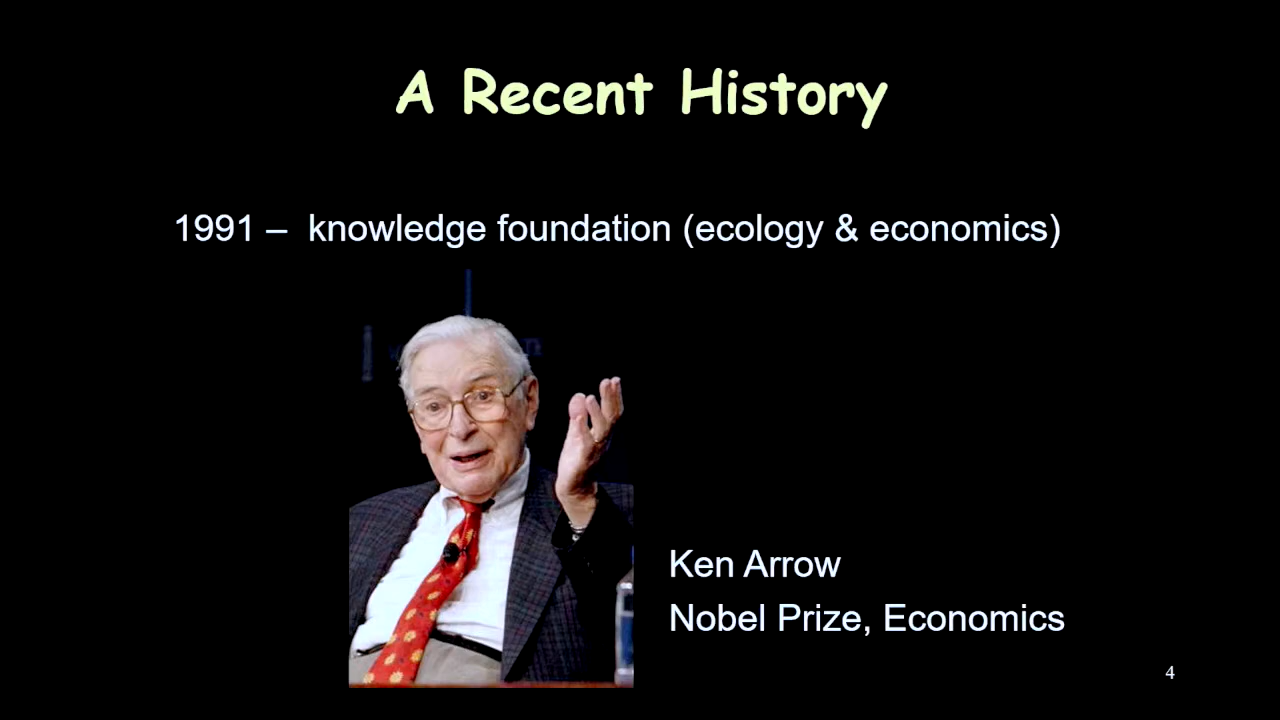 A Recent History
1991 – knowledge foundation (ecology & economics)
Ken Arrow
Nobel Prize, Economics
4